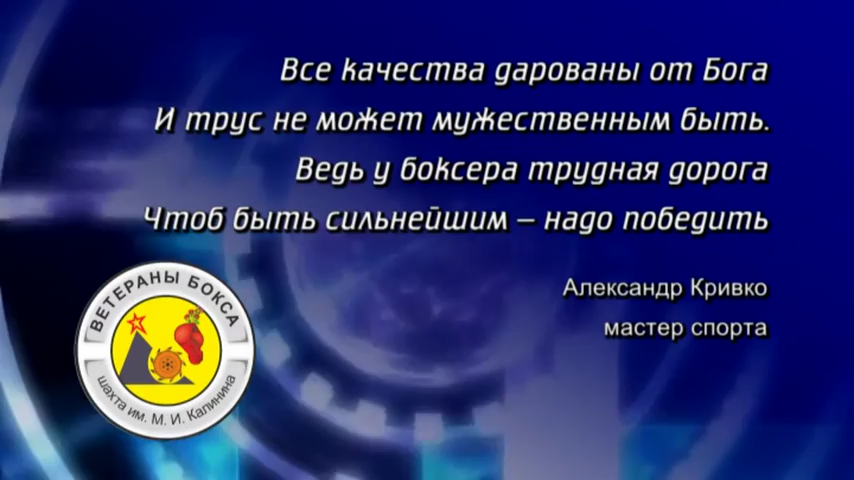 Все качества дарованы от Бога
И трус не может мужественным быть.
Ведь у боксера трудная дорога
Чтоб быть сильнейшим – надо победить
Александр Кривко
мастер спорта
ВЕТЕРАНЫ БОКСА
шахта им. М. И. Калинина